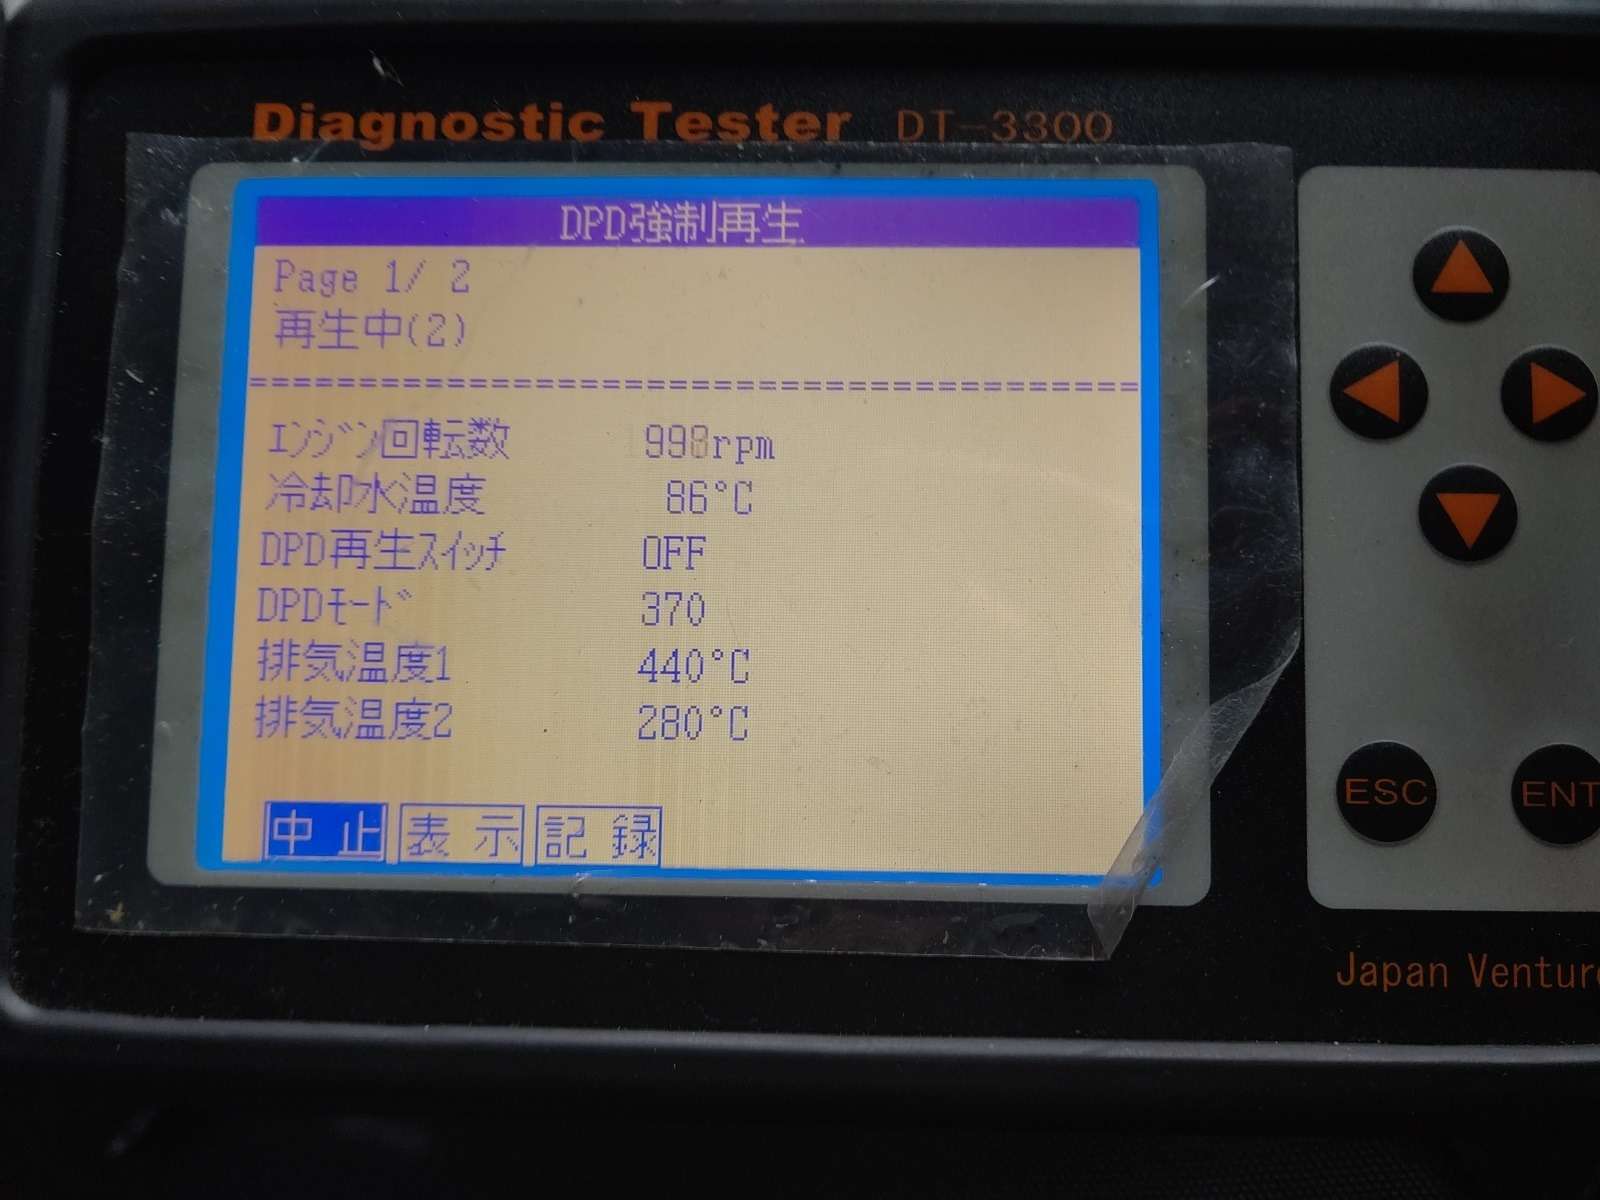 Diagnostic Tester DT-3300
DPD強制再生
Page 1/ 2
再生中(2)
======================================
ｴﾝｼﾞﾝ回転数 998rpm
冷却水温度 86°C
DPD再生ｽｲｯﾁ OFF
DPDﾓｰﾄﾞ 370
排気温度1 440°C
排気温度2 280°C
中止 表示 記録
ESC ENT
Japan Venture